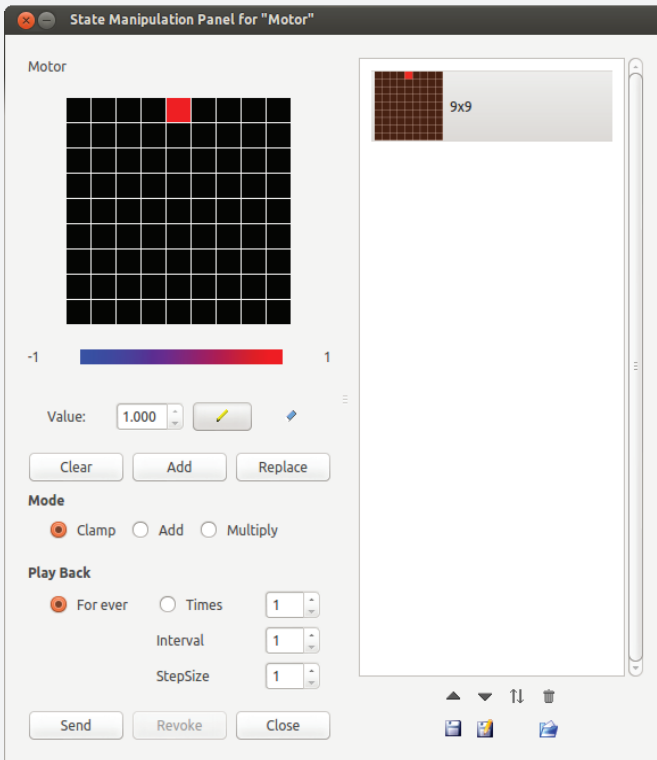 State Manipulation Panel for "Motor"
Motor
9x9
-1 1
Value: 1.000
Clear Add Replace
Mode
Clamp Add Multiply
Play Back
For ever Times 1
Interval 1
StepSize 1
Send Revoke Close